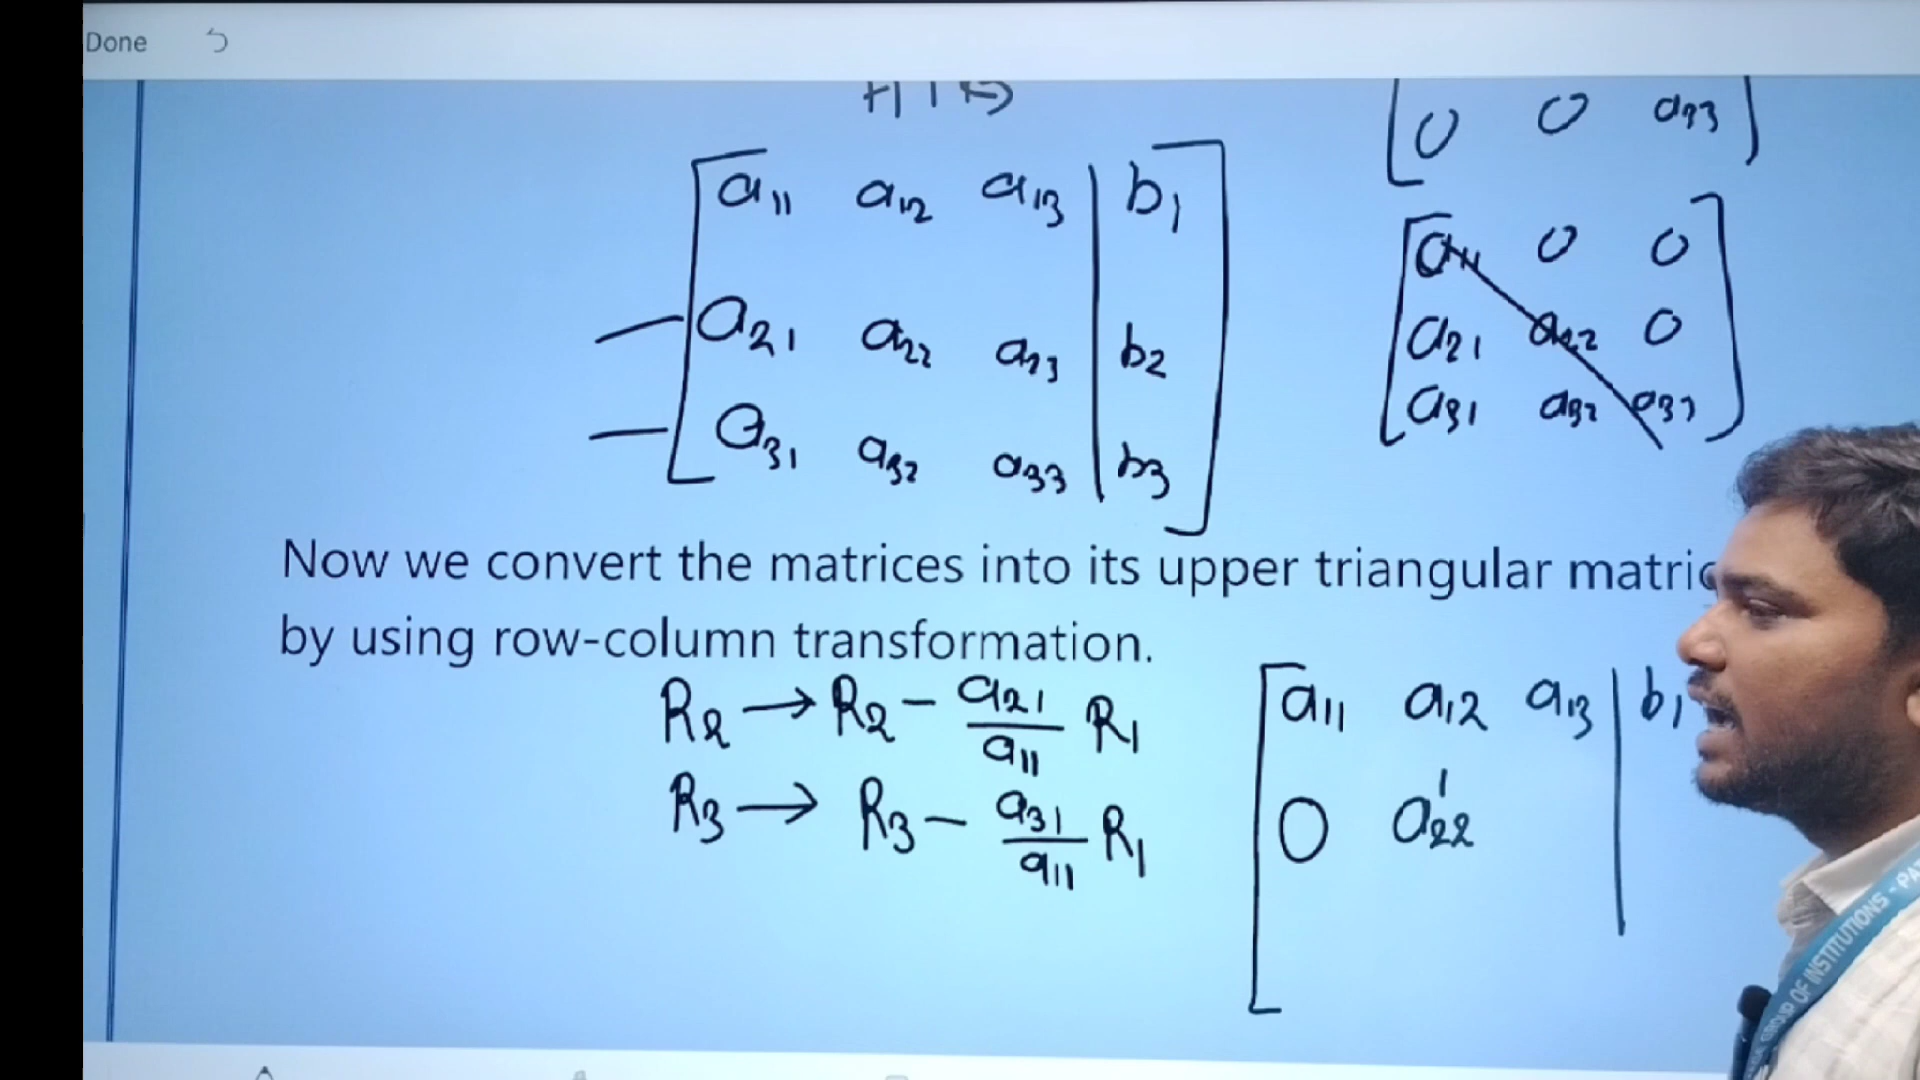 Done
0 0
a11 a12 a13 | b1
a21 a22 a23 | b2
a31 a32 a33 | b3
a11 0 0
a21 a22 0
a31 a32 a33
Now we convert the matrices into its upper triangular
by using row-column transformation.
R2 → R2 - a21/a11 R1
R3 → R3 - a31/a11 R1
a11 a12 a13 | b1
0 a'22
OF INSTITUTIONS -